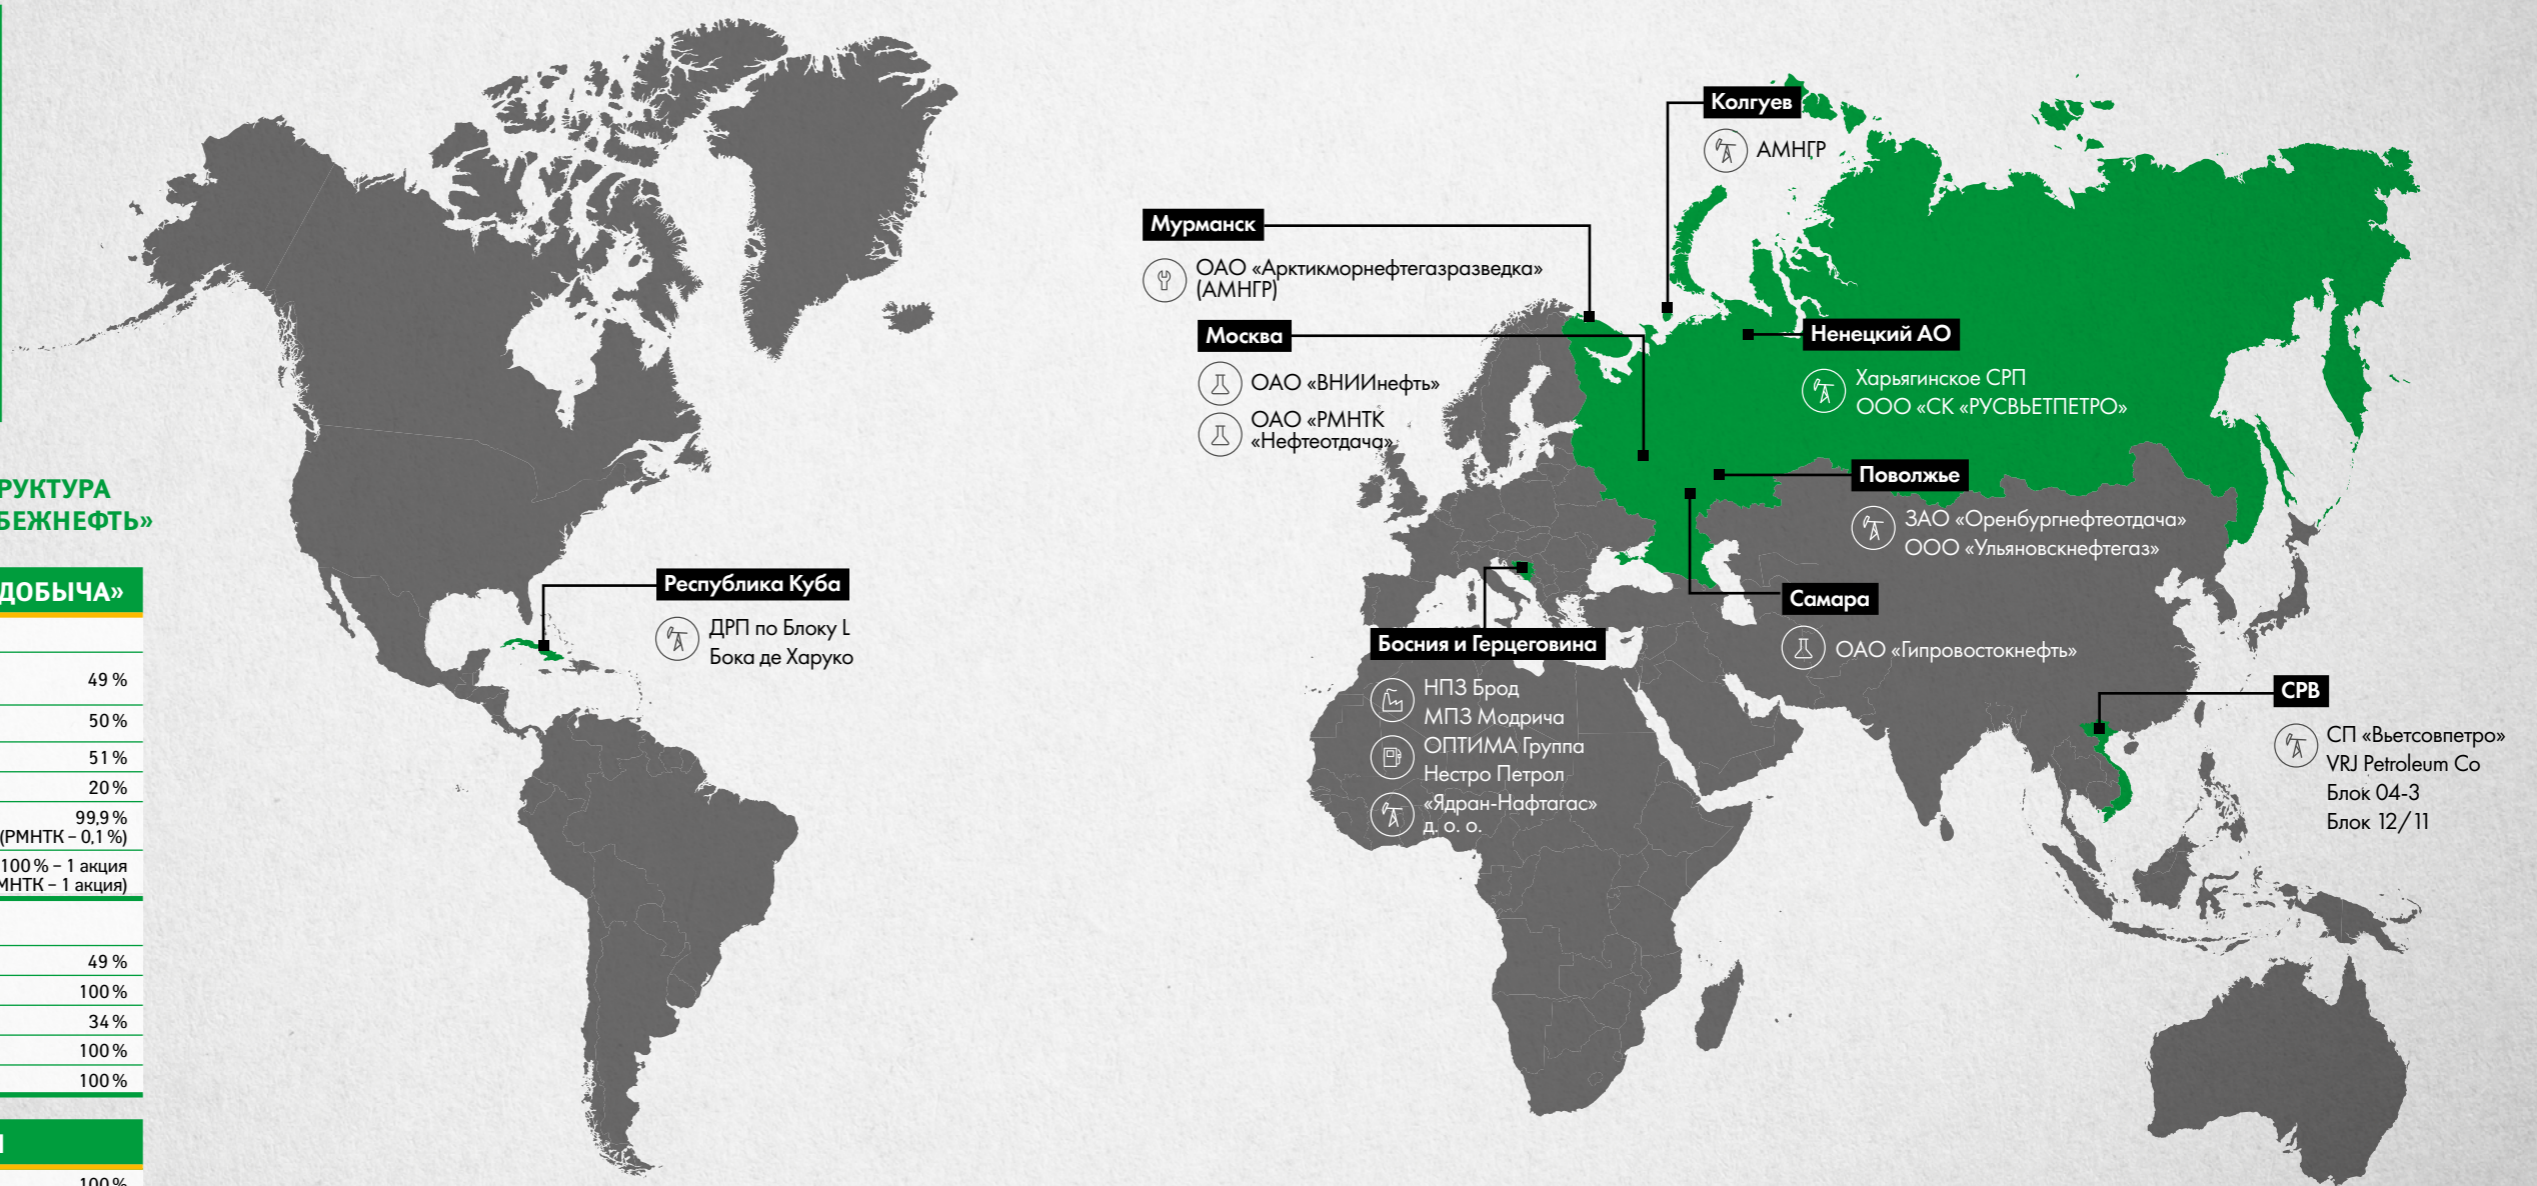 РУКТУРА
БЕЖНЕФТЬ»
ДОБЫЧА»
49 %
50 %
51 %
20 %
99,9 %
(РМНТК – 0,1 %)
100 % – 1 акция
МНТК – 1 акция)
49 %
100 %
34 %
100 %
100 %
100 %
Республика Куба
ДРП по Блоку L
Бока де Харуко
Колгуев
АМНГР
Мурманск
ОАО «Арктикморнефтегазразведка»
(АМНГР)
Москва
ОАО «ВНИИнефть»
ОАО «РМНТК
«Нефтеотдача»
Ненецкий АО
Харьягинское СРП
ООО «СК «РУСВЬЕТПЕТРО»
Поволжье
ЗАО «Оренбургнефтеотдача»
ООО «Ульяновскнефтегаз»
Самара
ОАО «Гипровостокнефть»
Босния и Герцеговина
НПЗ Брод
МПЗ Модрича
ОПТИМА Группа
Нестро Петрол
«Ядран-Нафтагас»
д. о. о.
СРВ
СП «Вьетсовпетро»
VRJ Petroleum Co
Блок 04-3
Блок 12/11